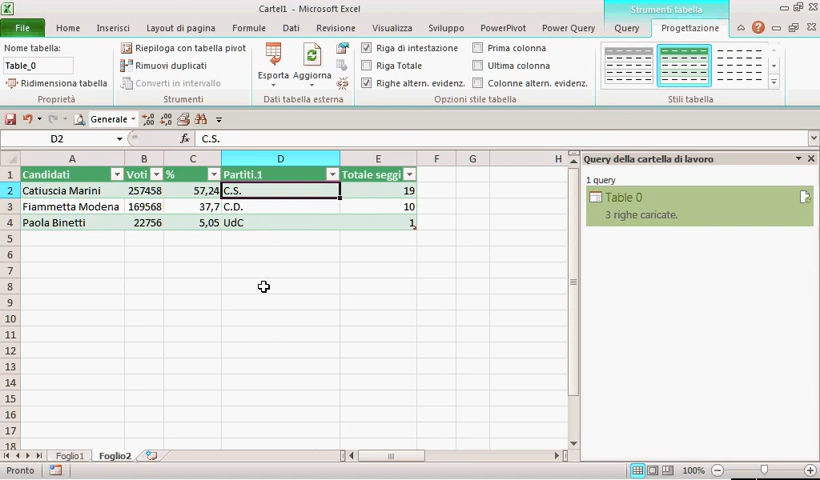 Cartel1 - Microsoft Excel
Strumenti tabella
File Home Inserisci Layout di pagina Formule Dati Revisione Visualizza Sviluppo PowerPivot Power Query Query Progettazione
Nome tabella:
Table_0
Ridimensiona tabella
Proprietà
Riepiloga con tabella pivot
Rimuovi duplicati
Converti in intervallo
Strumenti
Esporta Aggiorna
Dati tabella esterna
Riga di intestazione
Riga Totale
Righe altern. evidenz.
Prima colonna
Ultima colonna
Colonne altern. evidenz.
Opzioni stile tabella
Stili tabella
Generale
D2
fx
C.S.
A B C D E F G H
1 Candidati Voti % Partiti.1 Totale seggi
2 Catiuscia Marini 257458 57,24 C.S. 19
3 Fiammetta Modena 169568 37,7 C.D. 10
4 Paola Binetti 22756 5,05 UdC 1
5
6
7
8
9
10
11
12
13
14
15
16
17
18
Query della cartella di lavoro
1 query
Table 0
3 righe caricate.
Foglio1 Foglio2
Pronto
100%